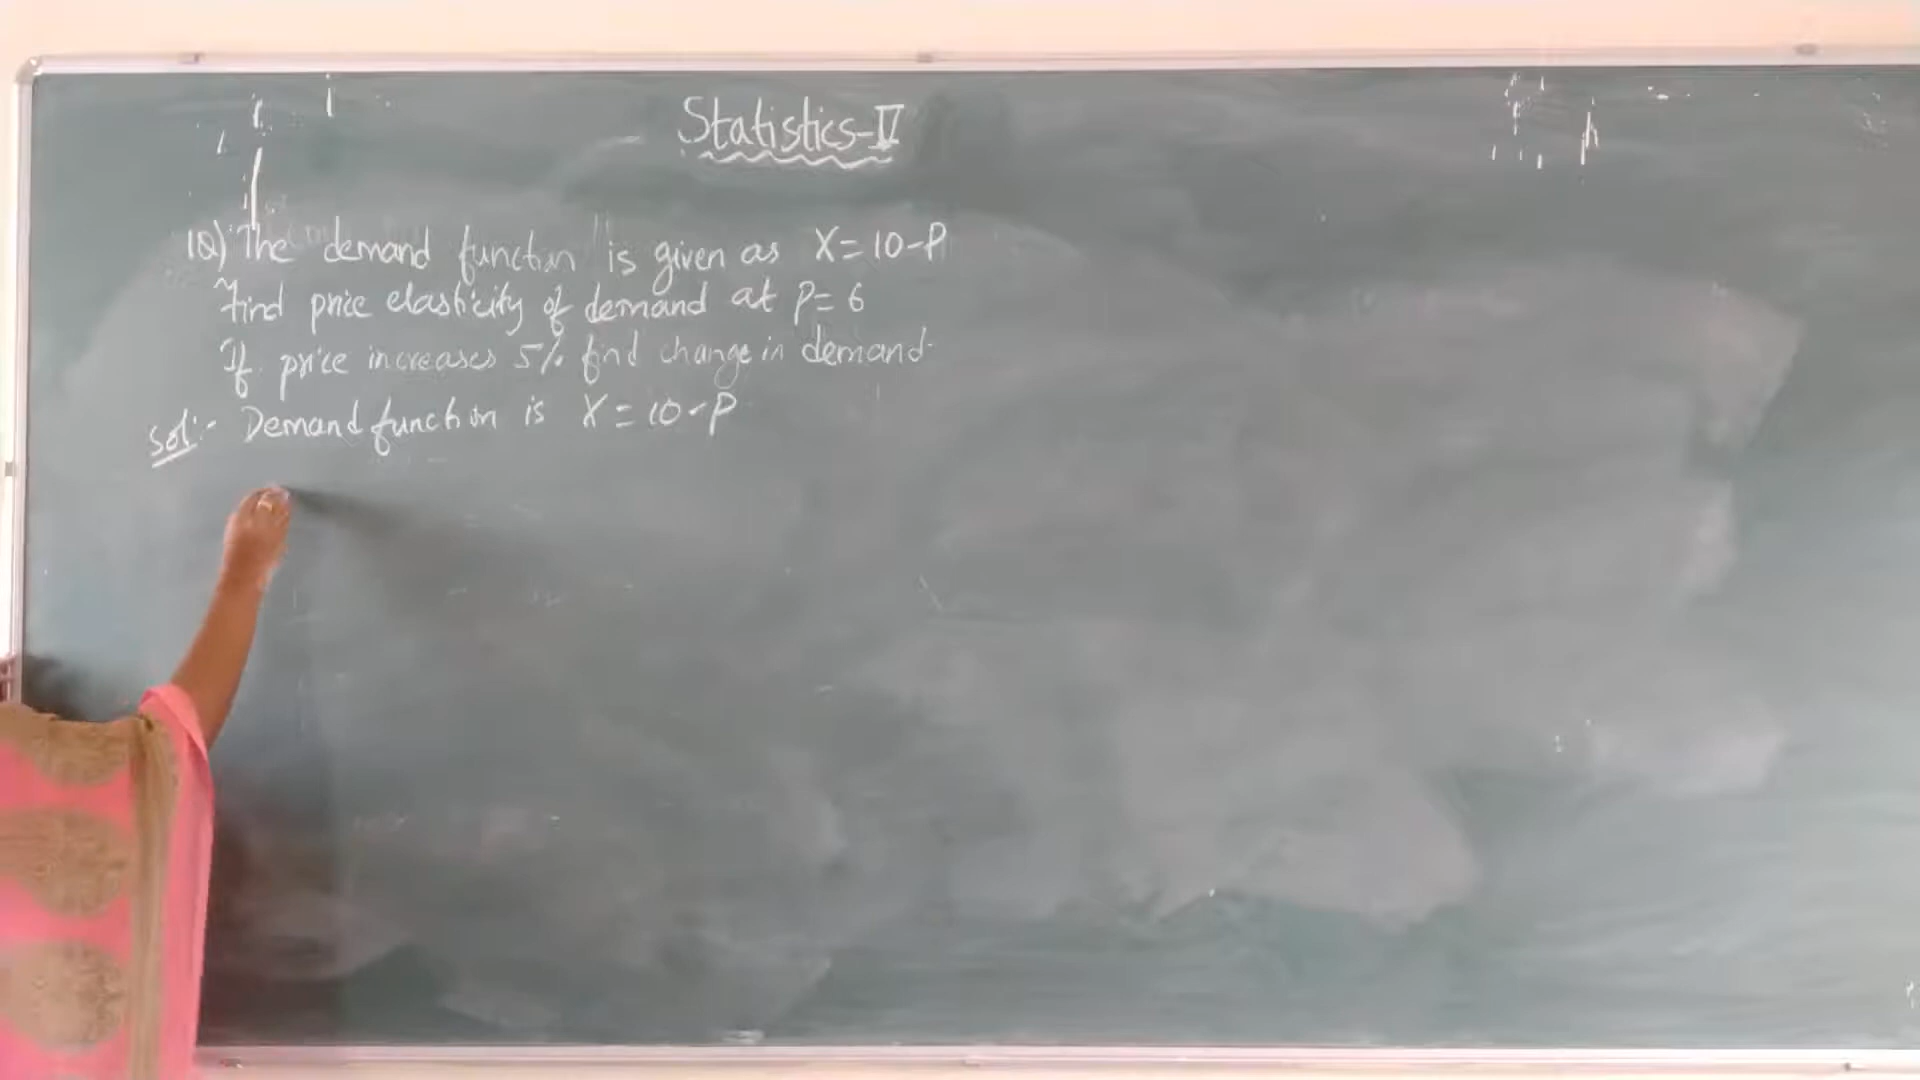 Statistics-IV
1Q) The demand function is given as X = 10-P
Find price elasticity of demand at P = 6
If price increases 5% find change in demand.
Sol:- Demand function is X = 10-P